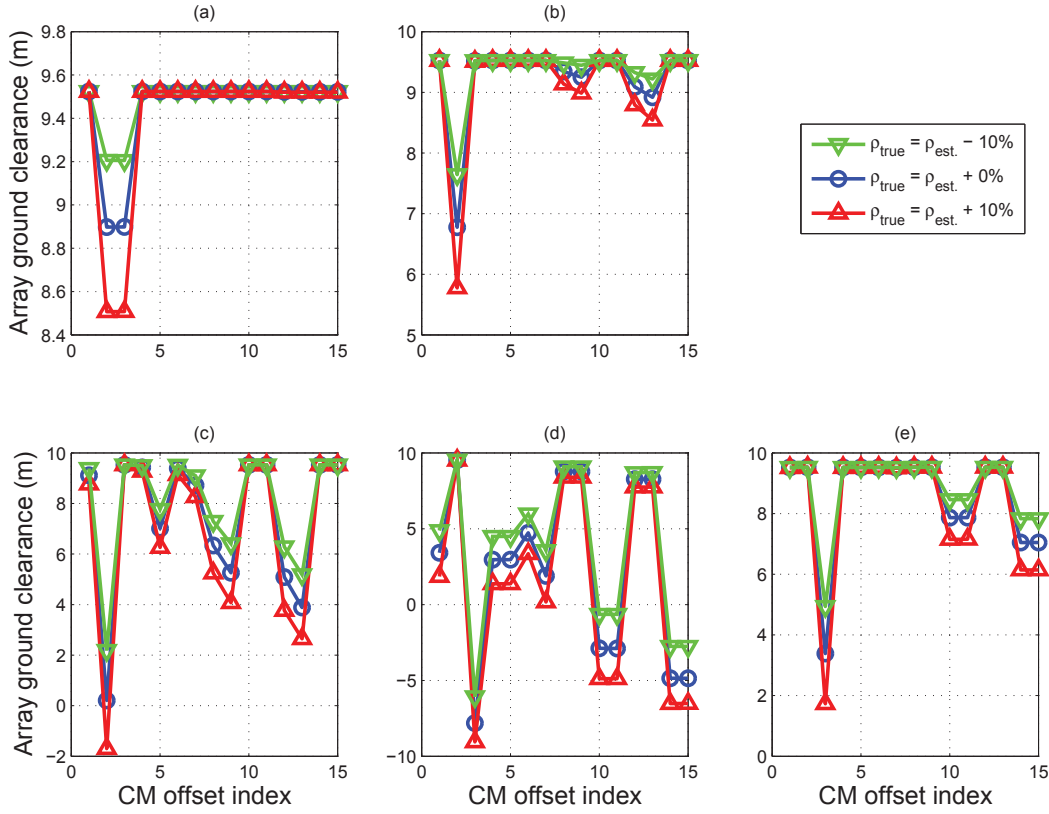 (a)
(b)
Array ground clearance (m)
9.8
9.6
9.4
9.2
9
8.8
8.6
8.4
0 5 10 15
10
9
8
7
6
5
0 5 10 15
ρtrue = ρest. − 10%
ρtrue = ρest. + 0%
ρtrue = ρest. + 10%
(c)
(d)
(e)
Array ground clearance (m)
10
8
6
4
2
0
−2
0 5 10 15
CM offset index
10
5
0
−5
−10
0 5 10 15
CM offset index
10
8
6
4
2
0
0 5 10 15
CM offset index